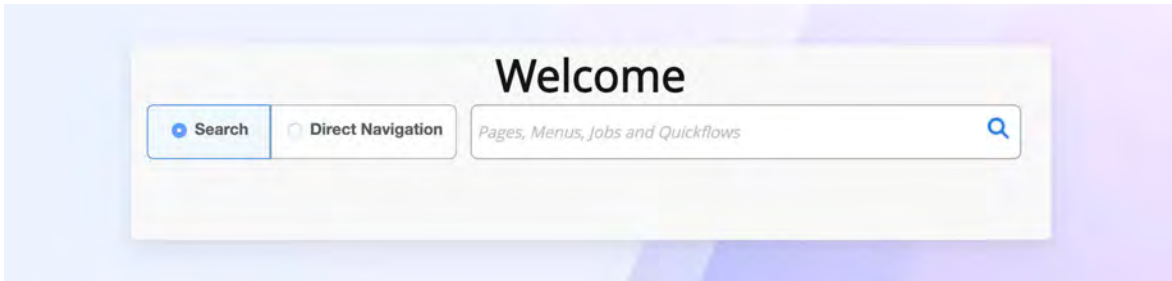 Welcome
Search Direct Navigation Pages, Menus, Jobs and Quickflows